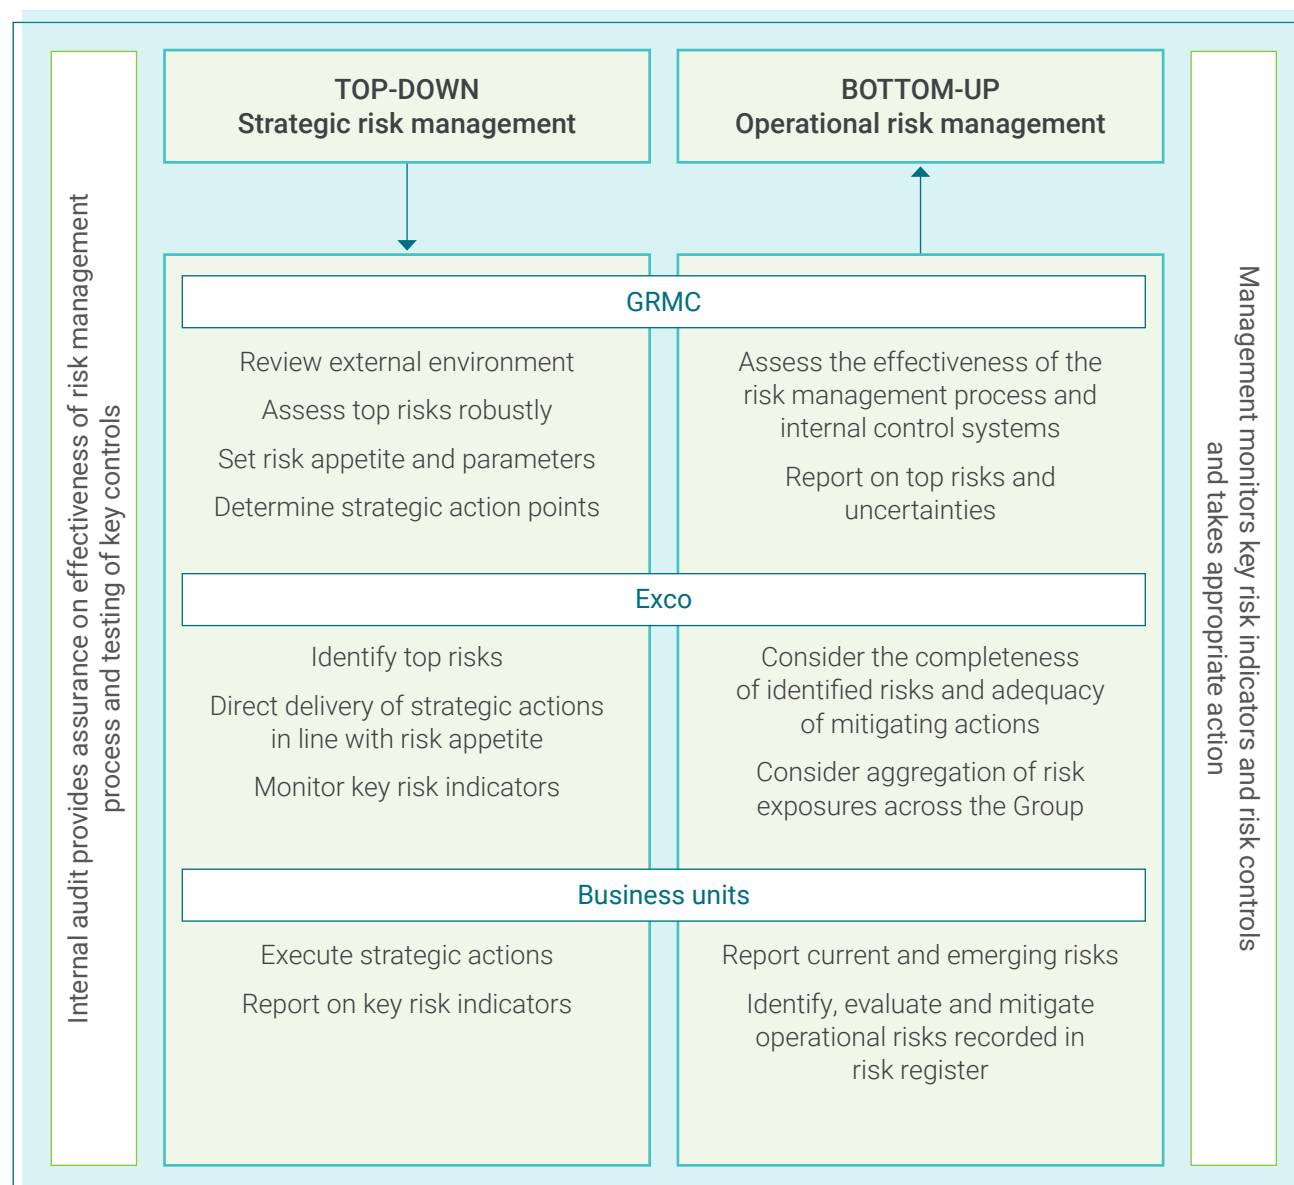 Internal audit provides assurance on effectiveness of risk management
process and testing of key controls
TOP-DOWN
Strategic risk management
BOTTOM-UP
Operational risk management
GRMC
Review external environment
Assess top risks robustly
Set risk appetite and parameters
Determine strategic action points
Assess the effectiveness of the
risk management process and
internal control systems
Report on top risks and
uncertainties
Exco
Identify top risks
Direct delivery of strategic actions
in line with risk appetite
Monitor key risk indicators
Consider the completeness
of identified risks and adequacy
of mitigating actions
Consider aggregation of risk
exposures across the Group
Business units
Execute strategic actions
Report on key risk indicators
Report current and emerging risks
Identify, evaluate and mitigate
operational risks recorded in
risk register
Management monitors key risk indicators and risk controls
and takes appropriate action